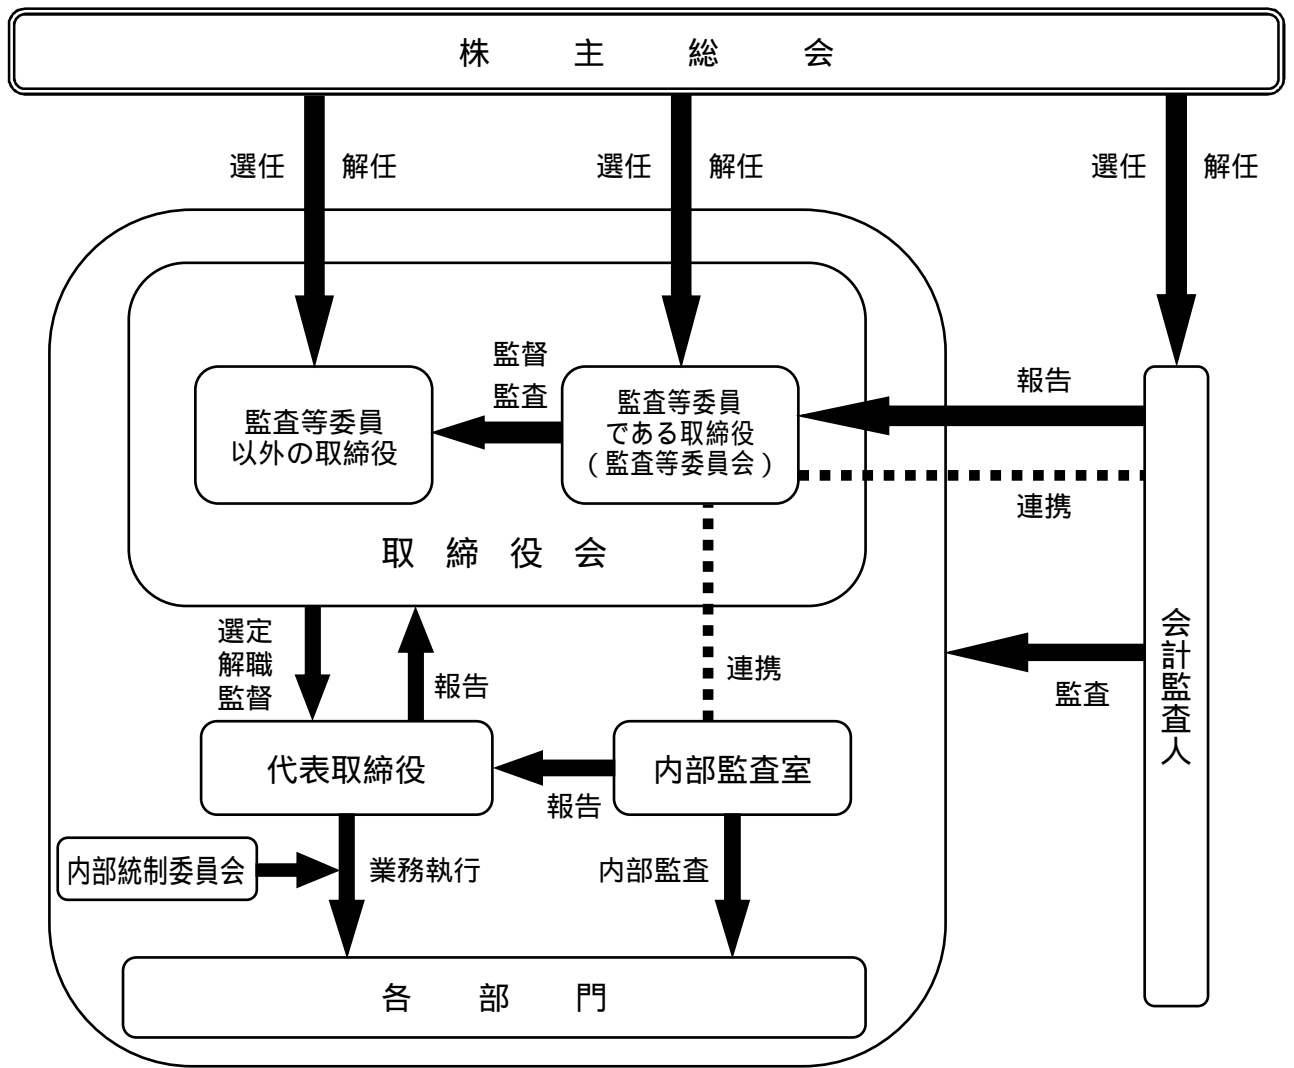 株主総会
選任 解任
選任 解任
選任 解任
監督
監査
監査等委員
以外の取締役
監査等委員
である取締役
（監査等委員会）
報告
連携
取締役会
選定
解職
監督
報告
連携
監査
会計監査人
代表取締役
内部監査室
報告
内部統制委員会
業務執行
内部監査
各部門